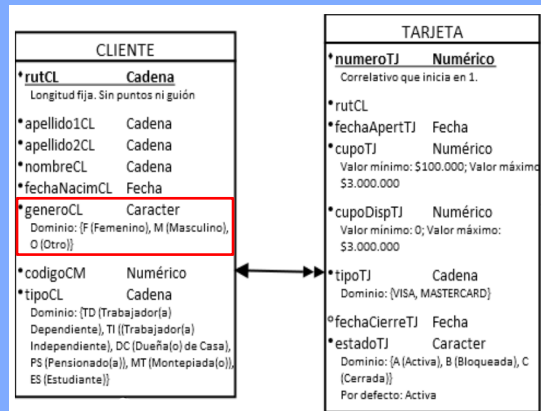 CLIENTE
rutCL Cadena
Longitud fija. Sin puntos ni guión
apellido1CL Cadena
apellido2CL Cadena
nombreCL Cadena
fechaNacimCL Fecha
generoCL Caracter
Dominio: {F (Femenino), M (Masculino),
O (Otro)}
codigoCM Numérico
tipoCL Cadena
Dominio: {TD (Trabajador(a)
Dependiente), TI ((Trabajador(a)
Independiente), DC (Dueña(o) de Casa),
PS (Pensionado(a)), MT (Montepiada(o)),
ES (Estudiante)}
TARJETA
numeroTJ Numérico
Correlativo que inicia en 1.
rutCL
fechaApertTJ Fecha
cupoTJ Numérico
Valor mínimo: $100.000; Valor máximo
$3.000.000
cupoDispTJ Numérico
Valor mínimo: 0; Valor máximo:
$3.000.000
tipoTJ Cadena
Dominio: {VISA, MASTERCARD}
fechaCierreTJ Fecha
estadoTJ Caracter
Dominio: {A (Activa), B (Bloqueada), C
(Cerrada)}
Por defecto: Activa